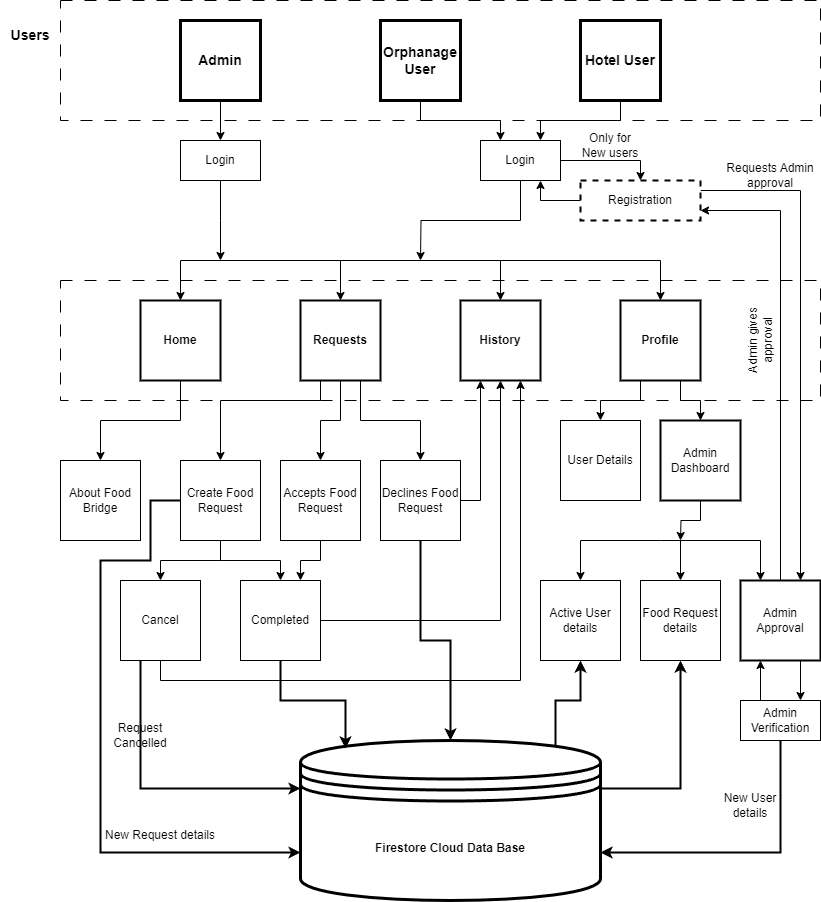 Users
Admin
Orphanage
User
Hotel User
Login
Login
Only for
New users
Registration
Requests Admin
approval
Home
Requests
History
Profile
Admin gives
approval
About Food
Bridge
Create Food
Request
Accepts Food
Request
Declines Food
Request
User Details
Admin
Dashboard
Cancel
Completed
Active User
details
Food Request
details
Admin
Approval
Request
Cancelled
Admin
Verification
New User
details
New Request details
Firestore Cloud Data Base